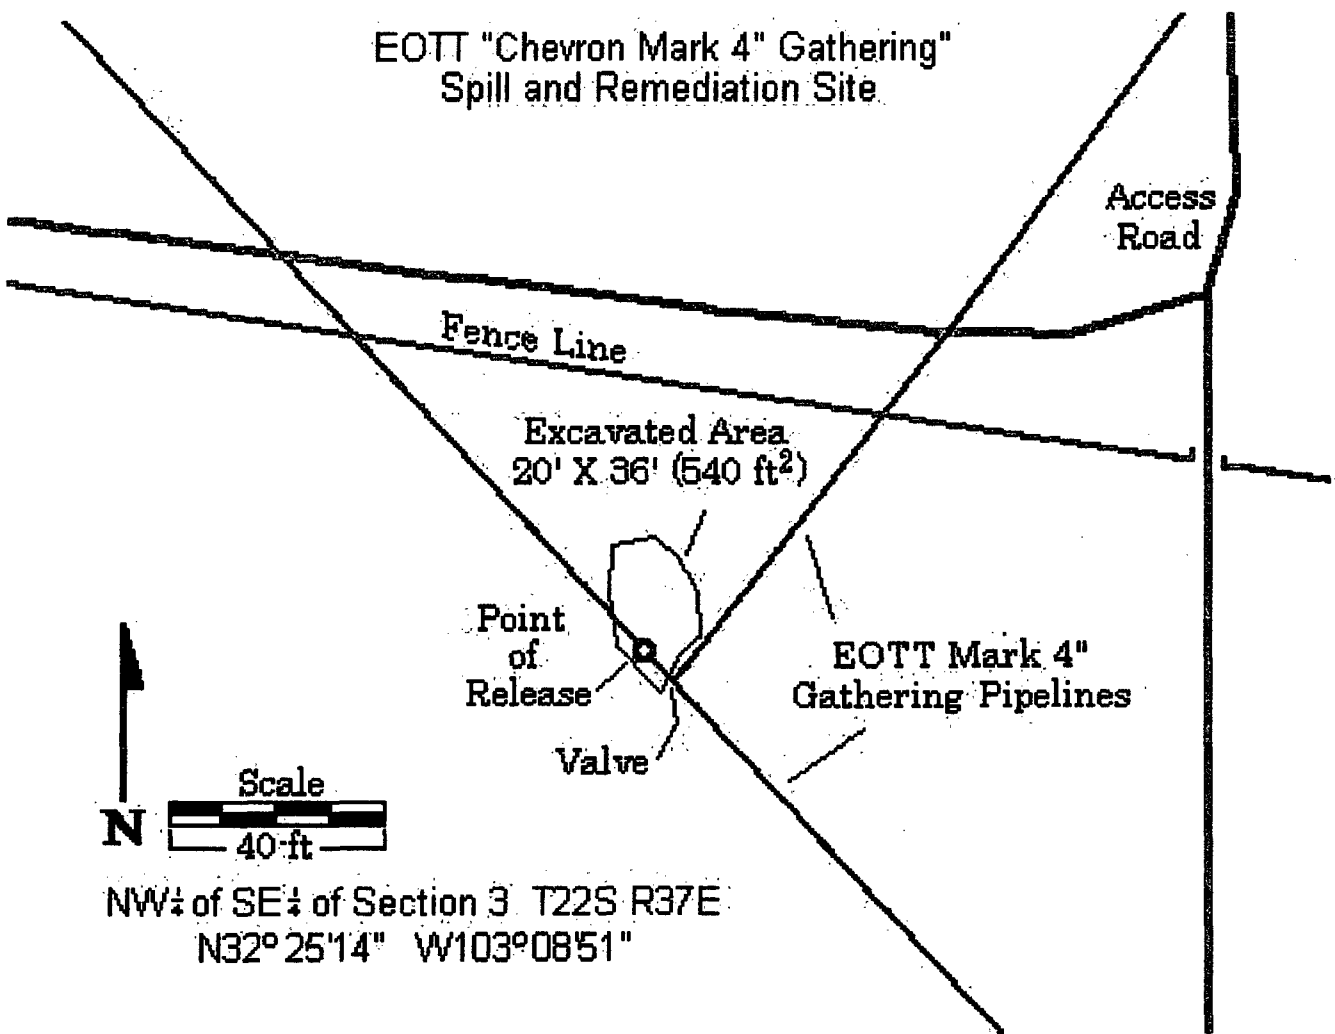 EOTT "Chevron Mark 4" Gathering"
Spill and Remediation Site
Access
Road
Fence Line
Excavated Area
20' X 36' (540 ft²)
Point
of
Release
EOTT Mark 4"
Gathering Pipelines
Valve
Scale
40-ft
N
NW¼ of SE¼ of Section 3 T22S R37E
N32°25'14" W103°08'51"